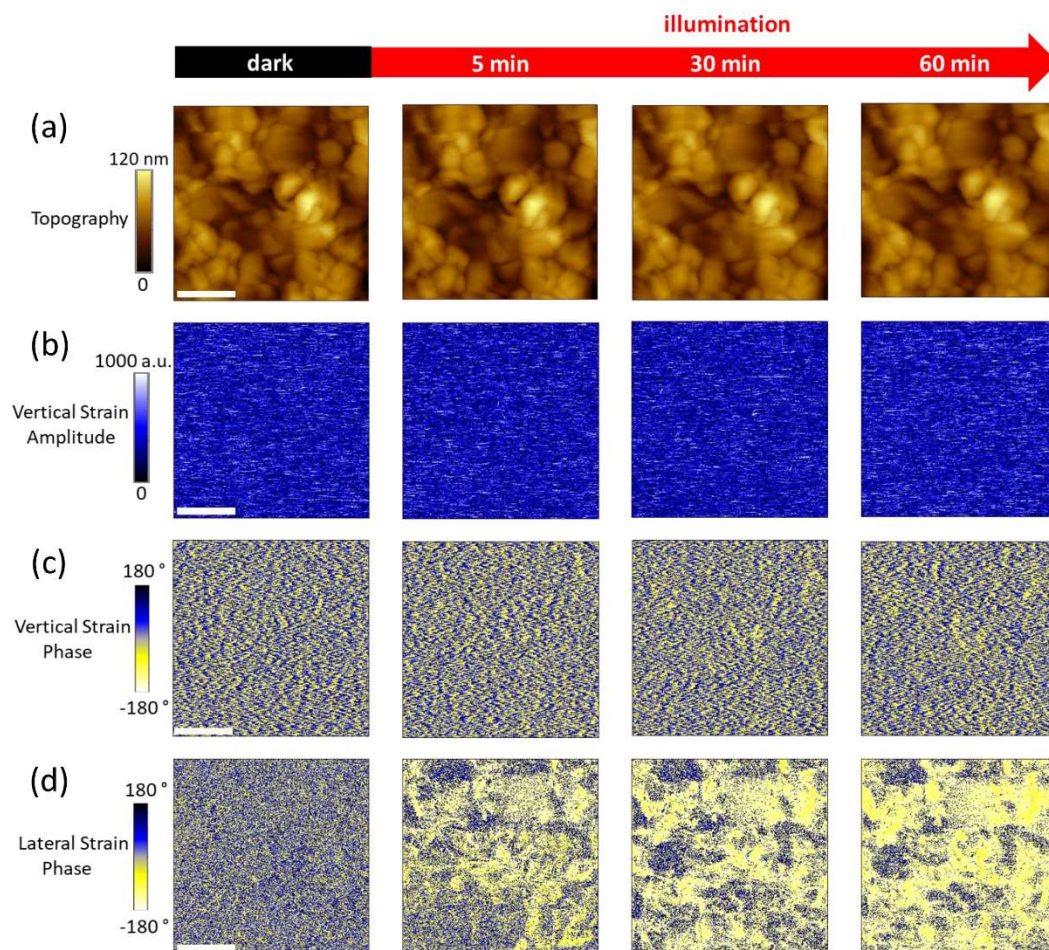 illumination
dark 5 min 30 min 60 min
(a)
120 nm
Topography
0
(b)
1000 a.u.
Vertical Strain
Amplitude
0
(c)
180 °
Vertical Strain
Phase
-180 °
(d)
180 °
Lateral Strain
Phase
-180 °